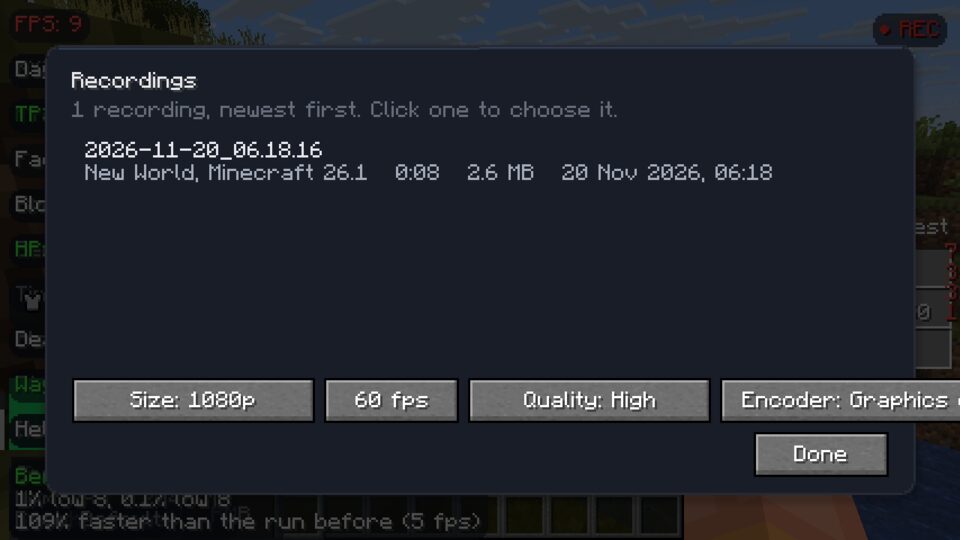 FPS: 9
REC
Recordings
1 recording, newest first. Click one to choose it.
2026-11-20_06.18.16
New World, Minecraft 26.1 0:08 2.6 MB 20 Nov 2026, 06:18
Size: 1080p
60 fps
Quality: High
Encoder: Graphics
Done
1% low 8, 0.1% low 8
109% faster than the run before (5 fps)